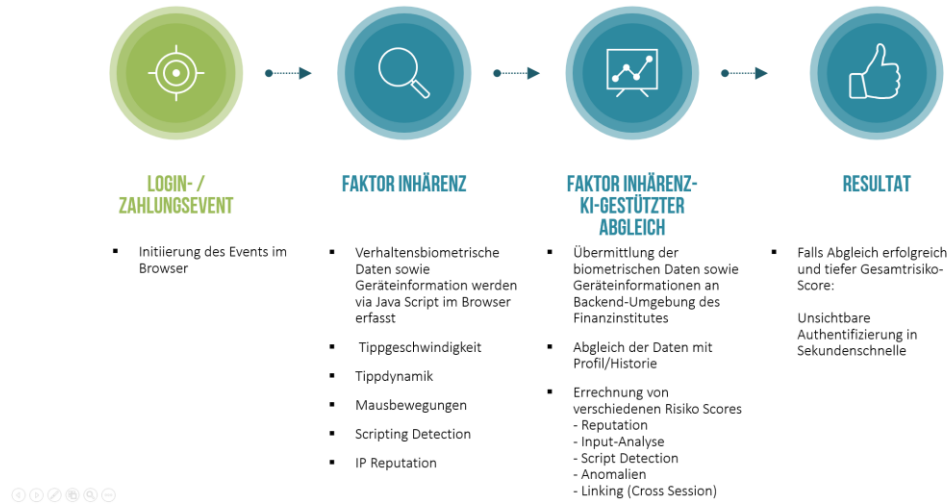 LOGIN- /
ZAHLUNGSEVENT
▪ Initiierung des Events im
Browser
FAKTOR INHÄRENZ
▪ Verhaltensbiometrische
Daten sowie
Geräteinformation werden
via Java Script im Browser
erfasst
▪ Tippgeschwindigkeit
▪ Tippdynamik
▪ Mausbewegungen
▪ Scripting Detection
▪ IP Reputation
FAKTOR INHÄRENZ-
KI-GESTÜTZTER
ABGLEICH
▪ Übermittlung der
biometrischen Daten sowie
Geräteinformationen an
Backend-Umgebung des
Finanzinstitutes
▪ Abgleich der Daten mit
Profil/Historie
▪ Errechnung von
verschiedenen Risiko Scores
- Reputation
- Input-Analyse
- Script Detection
- Anomalien
- Linking (Cross Session)
RESULTAT
▪ Falls Abgleich erfolgreich
und tiefer Gesamtrisiko-
Score:
Unsichtbare
Authentifizierung in
Sekundenschnelle